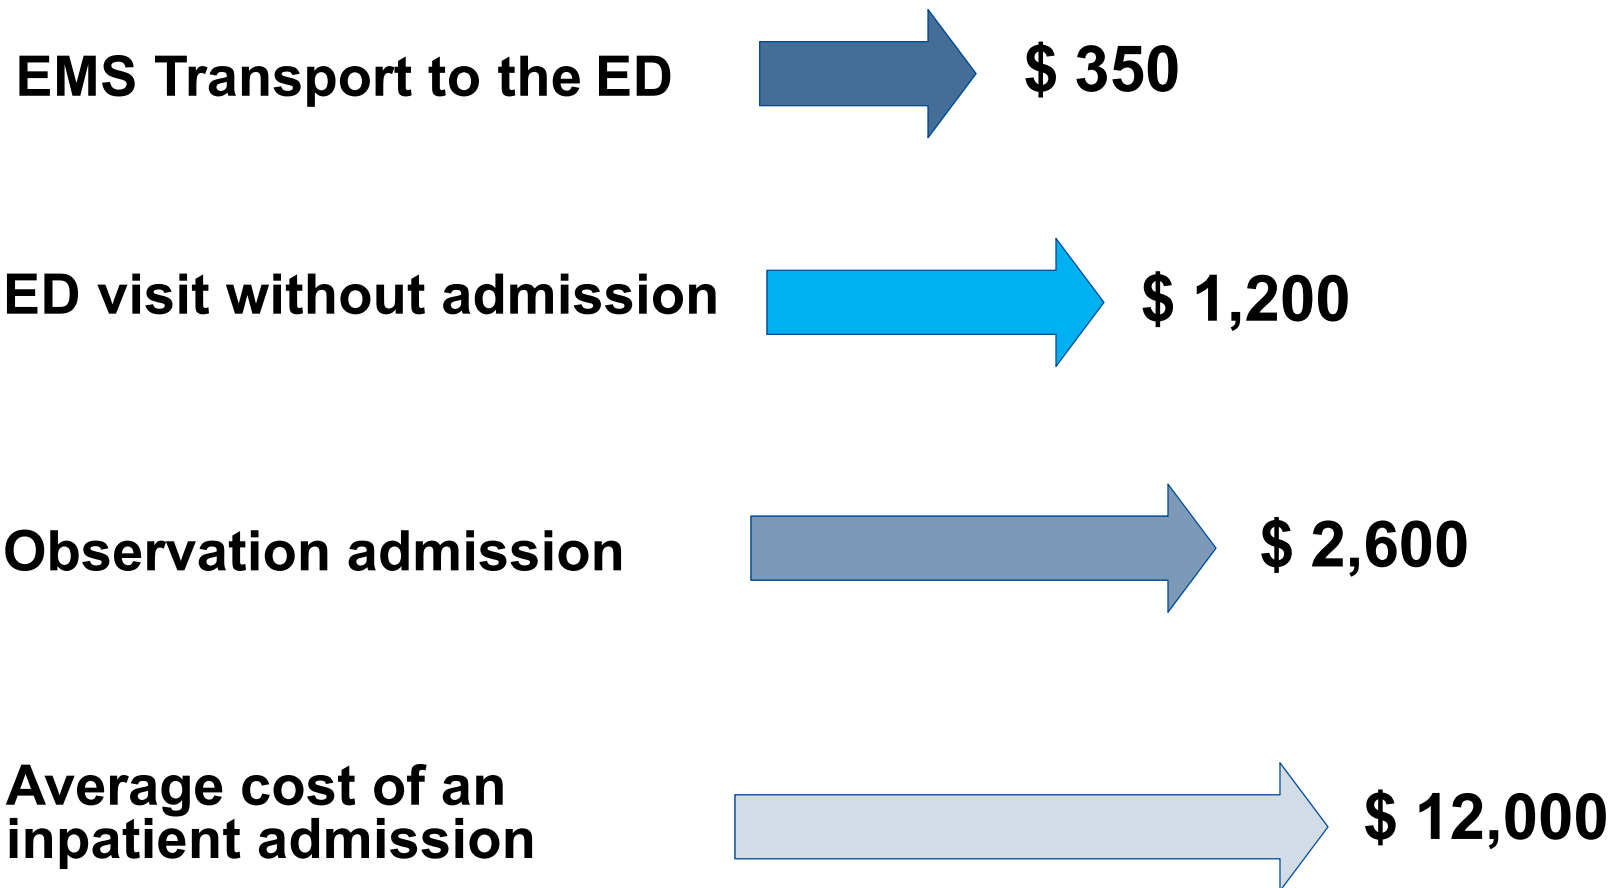 EMS Transport to the ED
$ 350
ED visit without admission
$ 1,200
Observation admission
$ 2,600
Average cost of an
inpatient admission
$ 12,000